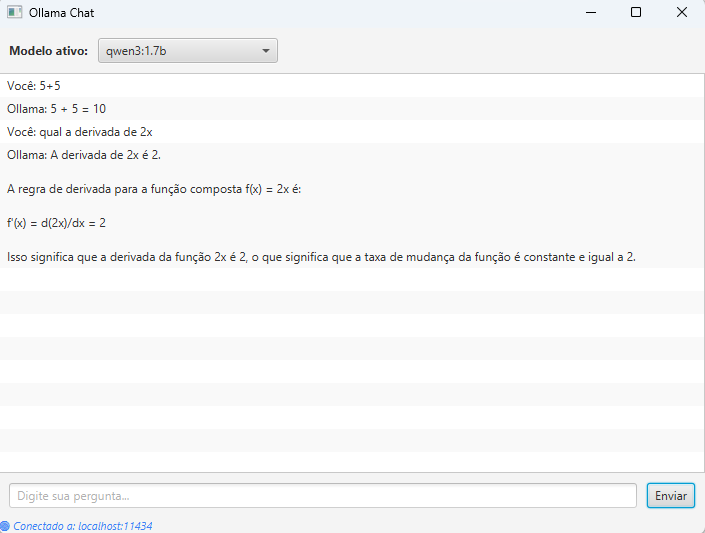 Ollama Chat
Modelo ativo: qwen3:1.7b
Você: 5+5
Ollama: 5 + 5 = 10
Você: qual a derivada de 2x
Ollama: A derivada de 2x é 2.
A regra de derivada para a função composta f(x) = 2x é:
f'(x) = d(2x)/dx = 2
Isso significa que a derivada da função 2x é 2, o que significa que a taxa de mudança da função é constante e igual a 2.
Digite sua pergunta... Enviar
Conectado a: localhost:11434